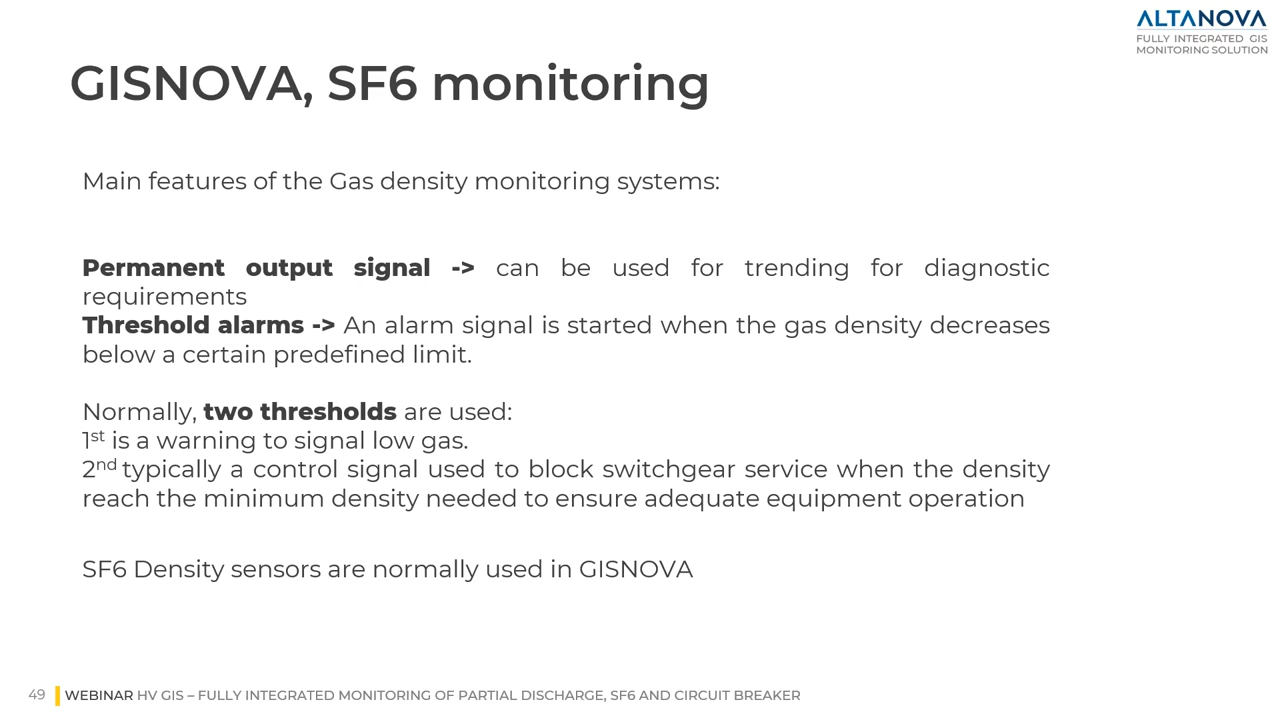 ALTANOVA
FULLY INTEGRATED GIS
MONITORING SOLUTION
GISNOVA, SF6 monitoring
Main features of the Gas density monitoring systems:
Permanent output signal -> can be used for trending for diagnostic
requirements
Threshold alarms -> An alarm signal is started when the gas density decreases
below a certain predefined limit.
Normally, two thresholds are used:
1st is a warning to signal low gas.
2nd typically a control signal used to block switchgear service when the density
reach the minimum density needed to ensure adequate equipment operation
SF6 Density sensors are normally used in GISNOVA
49 WEBINAR HV GIS – FULLY INTEGRATED MONITORING OF PARTIAL DISCHARGE, SF6 AND CIRCUIT BREAKER